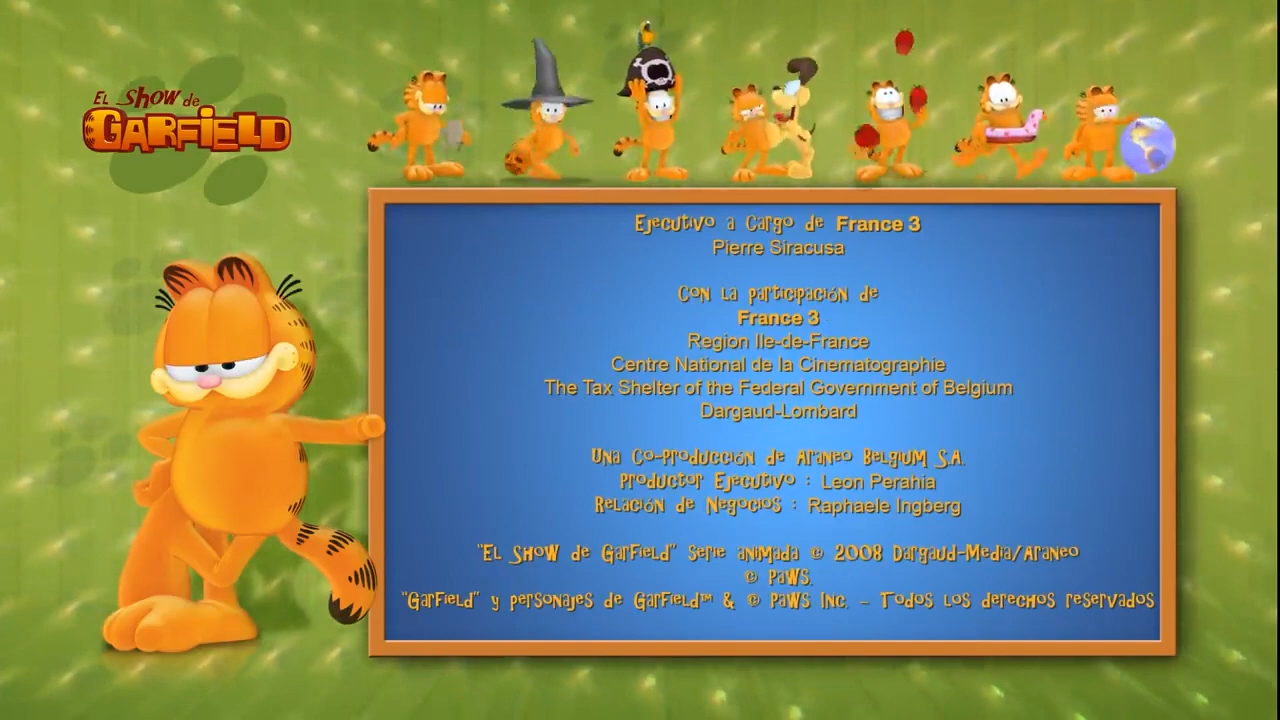 El Show de
GARFIELD
Ejecutivo a Cargo de France 3
Pierre Siracusa
Con la participación de
France 3
Region Ile-de-France
Centre National de la Cinematographie
The Tax Shelter of the Federal Government of Belgium
Dargaud-Lombard
Una Co-Producción de Araneo Belgium S.A.
Productor Ejecutivo : Leon Perahia
Relación de Negocios : Raphaele Ingberg
"El Show de Garfield" Serie animada © 2008 Dargaud-Media/Araneo
© Paws.
"Garfield" y personajes de Garfield™ & © Paws Inc. – Todos los derechos reservados